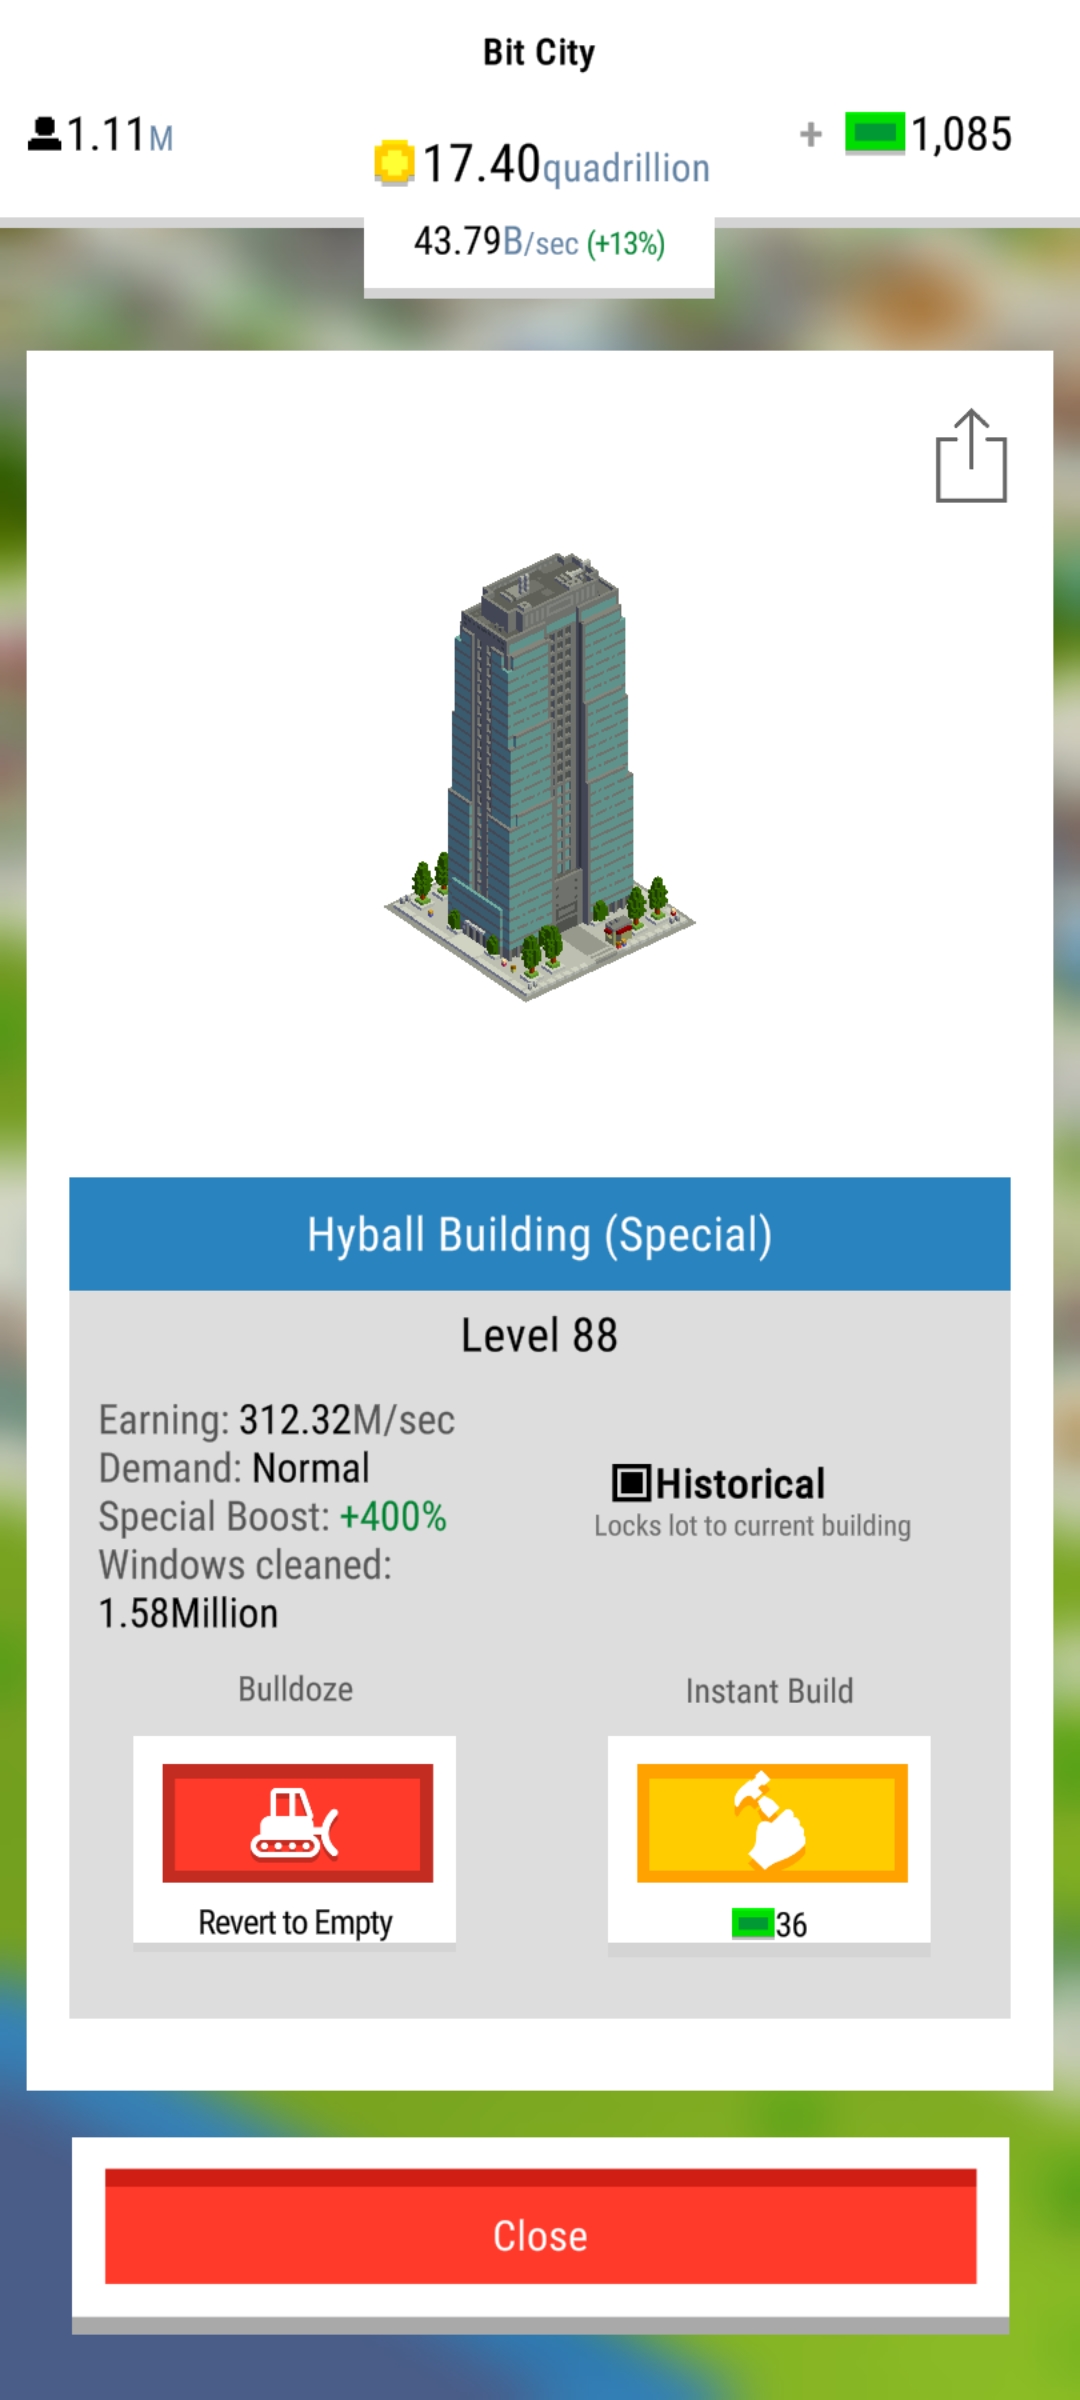 Bit City
1.11M
17.40quadrillion
+ 1,085
43.79B/sec (+13%)
Hyball Building (Special)
Level 88
Earning: 312.32M/sec
Demand: Normal
Special Boost: +400%
Windows cleaned:
1.58Million
Historical
Locks lot to current building
Bulldoze
Instant Build
Revert to Empty
36
Close